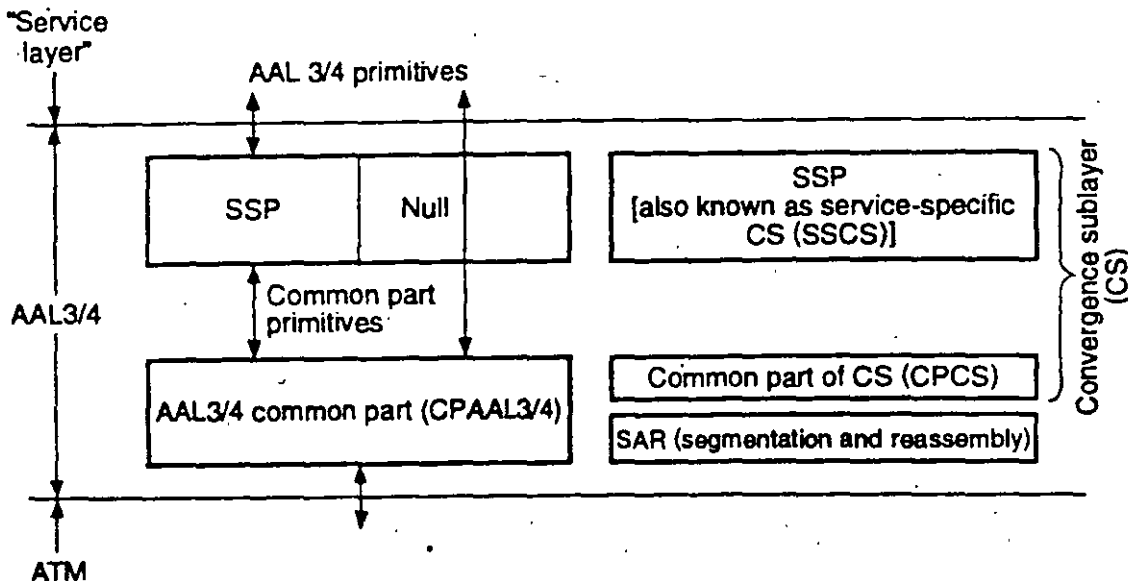 "Service
layer"
AAL 3/4 primitives
SSP
Null
SSP
[also known as service-specific
CS (SSCS)]
Convergence sublayer
(CS)
AAL3/4
Common part
primitives
AAL3/4 common part (CPAAL3/4)
Common part of CS (CPCS)
SAR (segmentation and reassembly)
ATM